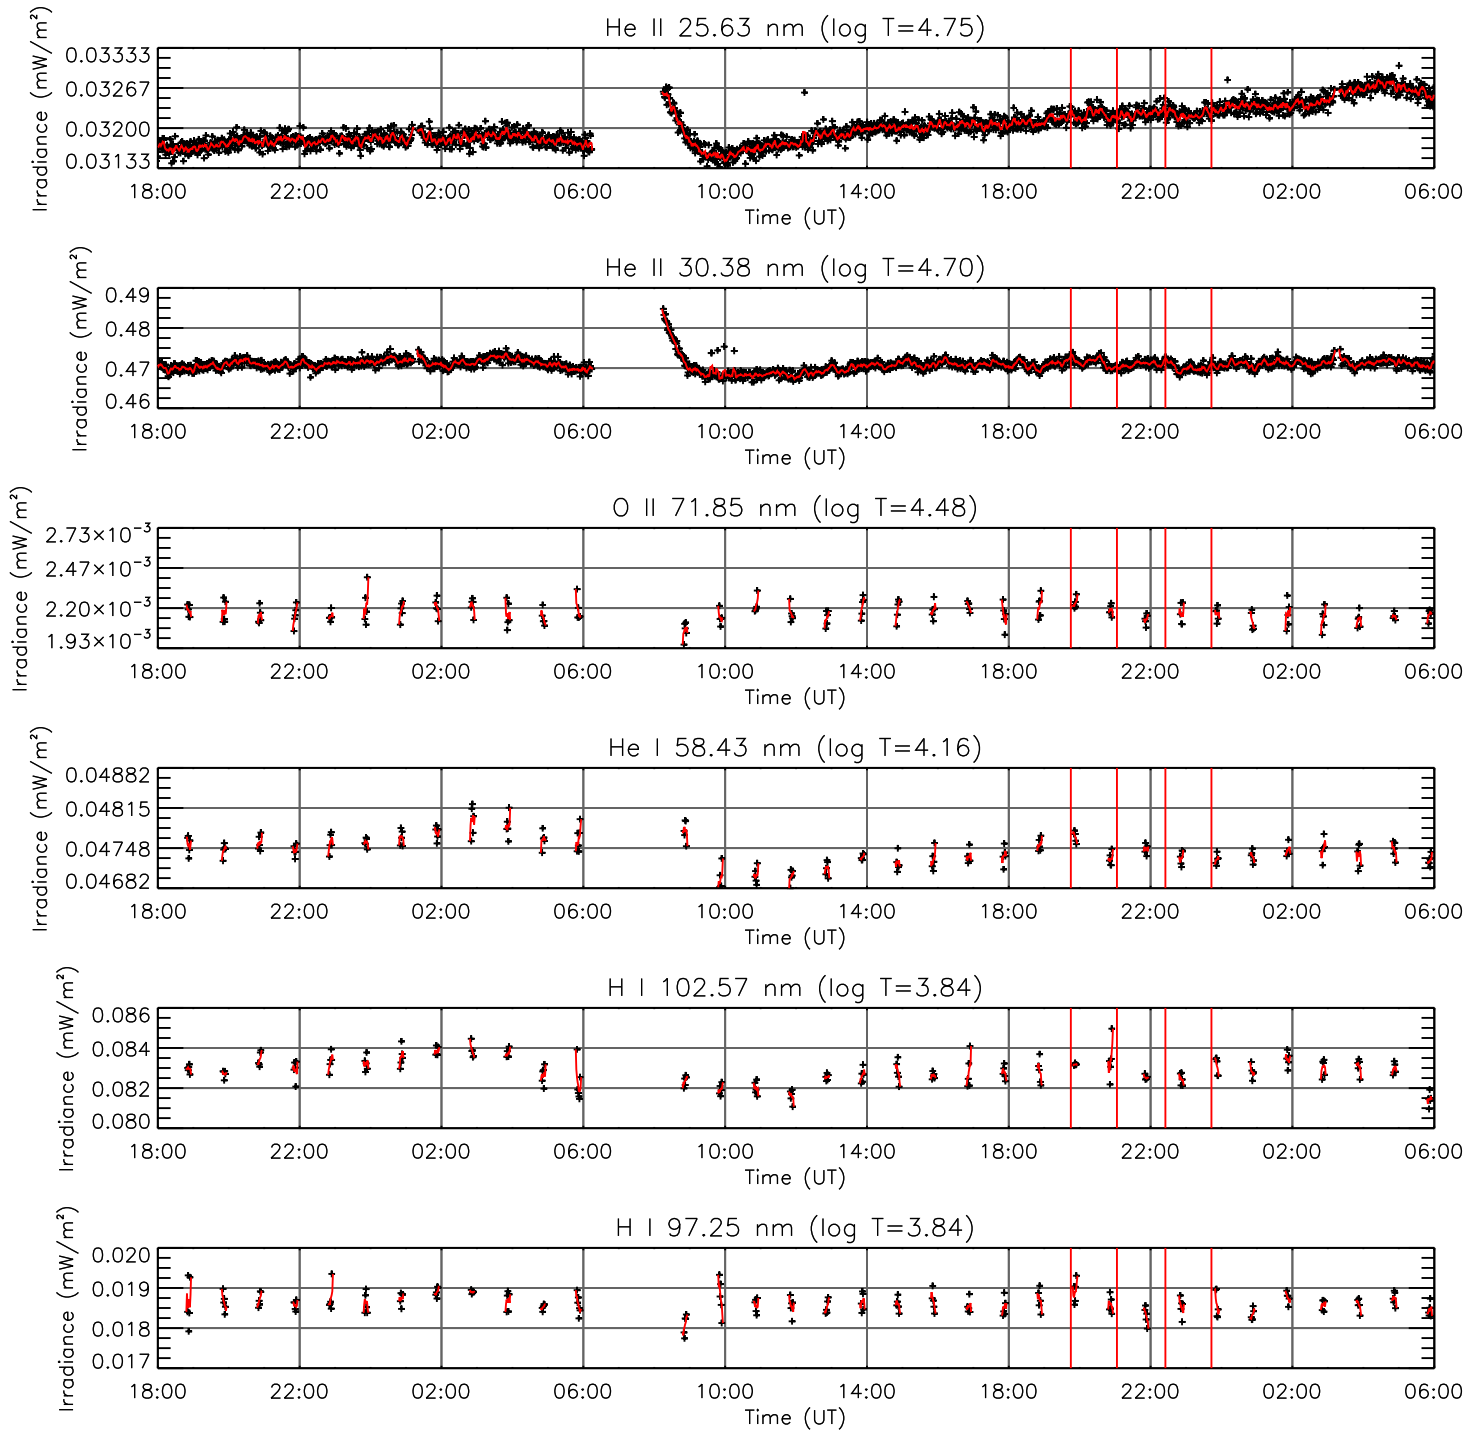 He II 25.63 nm (log T=4.75)
Irradiance (mW/m²)
0.03333
0.03267
0.03200
0.03133
18:00 22:00 02:00 06:00 10:00 14:00 18:00 22:00 02:00 06:00
Time (UT)
He II 30.38 nm (log T=4.70)
Irradiance (mW/m²)
0.49
0.48
0.47
0.46
18:00 22:00 02:00 06:00 10:00 14:00 18:00 22:00 02:00 06:00
Time (UT)
O II 71.85 nm (log T=4.48)
Irradiance (mW/m²)
2.73×10⁻³
2.47×10⁻³
2.20×10⁻³
1.93×10⁻³
18:00 22:00 02:00 06:00 10:00 14:00 18:00 22:00 02:00 06:00
Time (UT)
He I 58.43 nm (log T=4.16)
Irradiance (mW/m²)
0.04882
0.04815
0.04748
0.04682
18:00 22:00 02:00 06:00 10:00 14:00 18:00 22:00 02:00 06:00
Time (UT)
H I 102.57 nm (log T=3.84)
Irradiance (mW/m²)
0.086
0.084
0.082
0.080
18:00 22:00 02:00 06:00 10:00 14:00 18:00 22:00 02:00 06:00
Time (UT)
H I 97.25 nm (log T=3.84)
Irradiance (mW/m²)
0.020
0.019
0.018
0.017
18:00 22:00 02:00 06:00 10:00 14:00 18:00 22:00 02:00 06:00
Time (UT)